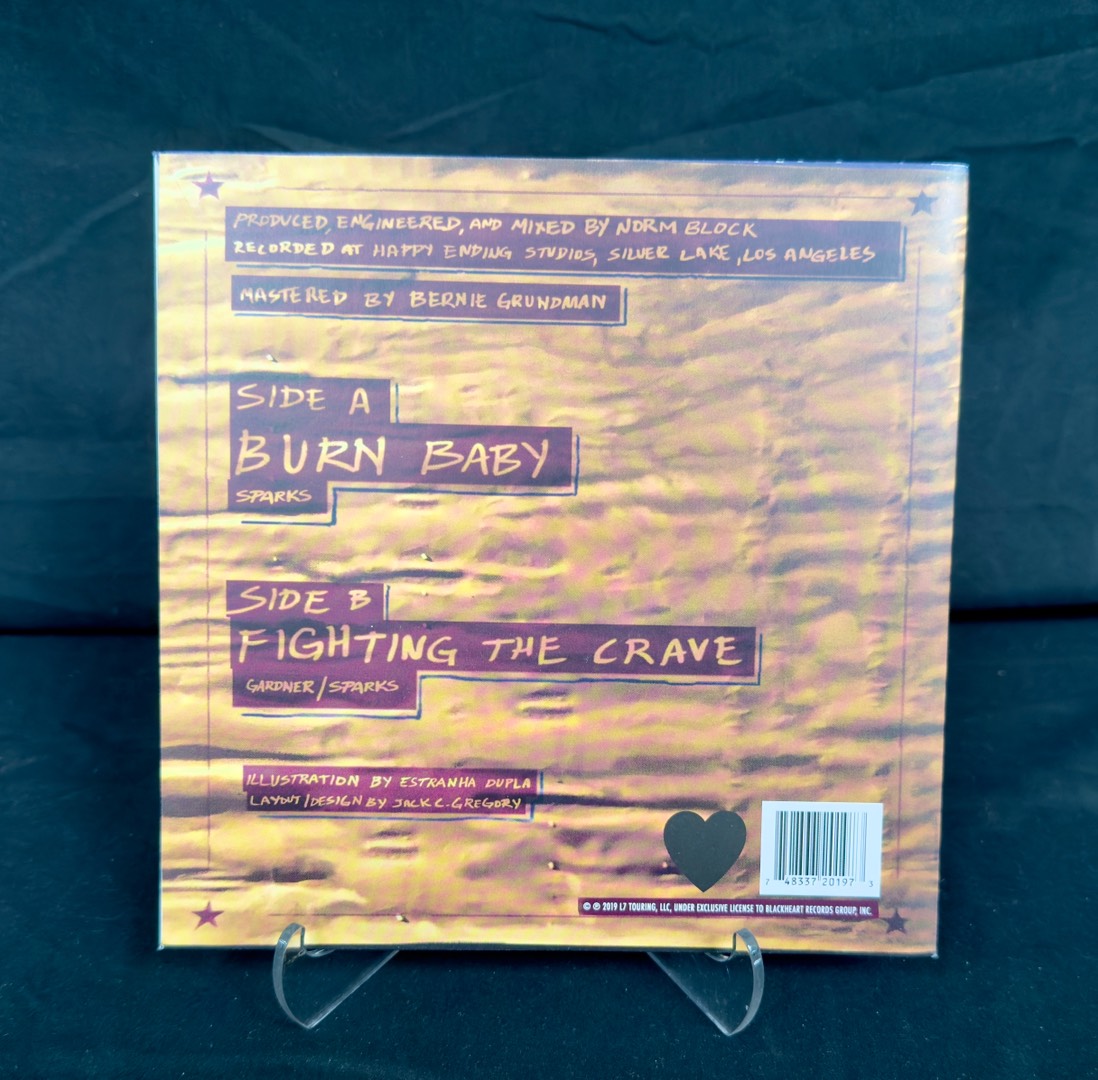 PRODUCED, ENGINEERED, AND MIXED BY NORM BLOCK
RECORDED AT HAPPY ENDING STUDIOS, SILVER LAKE, LOS ANGELES
MASTERED BY BERNIE GRUNDMAN
SIDE A
BURN BABY
SPARKS
SIDE B
FIGHTING THE CRAVE
GARDNER/SPARKS
ILLUSTRATION BY ESTRANHA DUPLA
LAYOUT/DESIGN BY JACK C. GREGORY
7 48337 20197 3
© ℗ 2019 L7 TOURING, LLC, UNDER EXCLUSIVE LICENSE TO BLACKHEART RECORDS GROUP, INC.